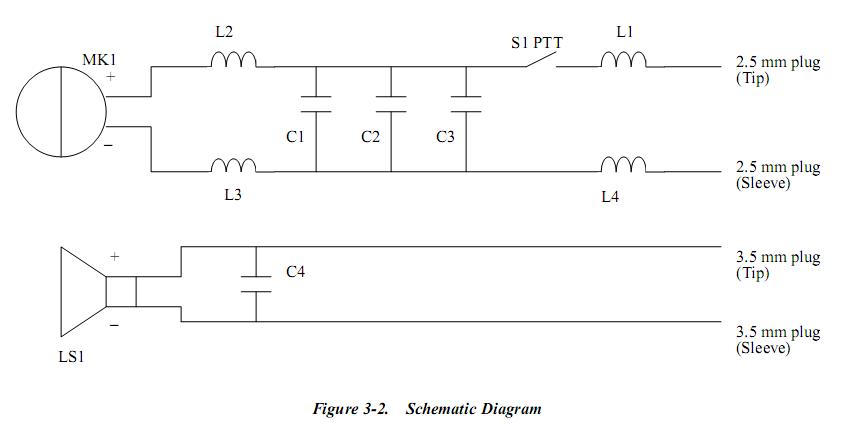 L2
L1
S1 PTT
MK1
+
2.5 mm plug
(Tip)
C1
C2
C3
–
2.5 mm plug
(Sleeve)
L3
L4
+
3.5 mm plug
(Tip)
C4
–
3.5 mm plug
(Sleeve)
LS1
Figure 3-2. Schematic Diagram